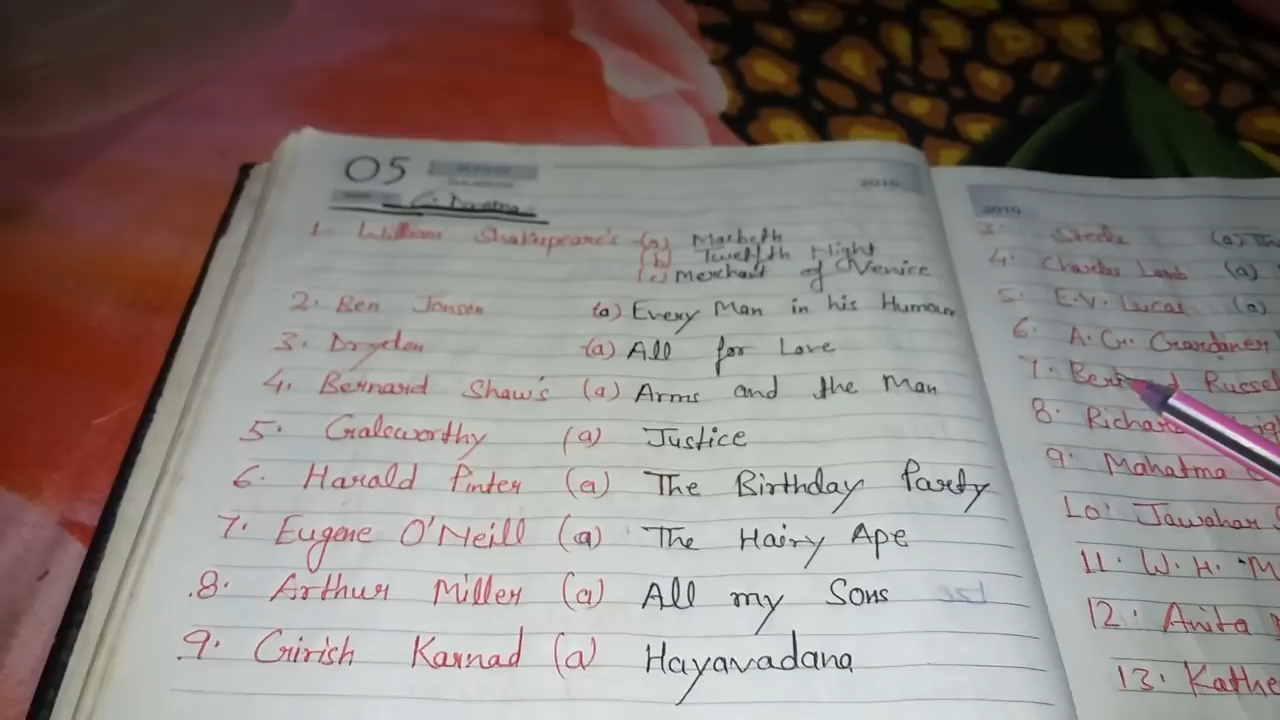 05
2010
C. Drama
1. William Shakespeare's (a) Macbeth
(b) Twelfth Night
(c) Merchant of Venice
2. Ben Jonson (a) Every Man in his Humour
3. Dryden (a) All for Love
4. Bernard Shaw's (a) Arms and the Man
5. Galsworthy (a) Justice
6. Harald Pinter (a) The Birthday Party
7. Eugene O'Neill (a) The Hairy Ape
8. Arthur Miller (a) All my Sons
9. Girish Karnad (a) Hayavadana
2010
3. Steele (a)
4. Charles Lamb (a)
5. E.V. Lucas (a)
6. A. G. Gardiner
7. Russel
8. Richard
9. Mahatma
10. Jawahar
11. W. H. M
12. Anita
13. Kathe